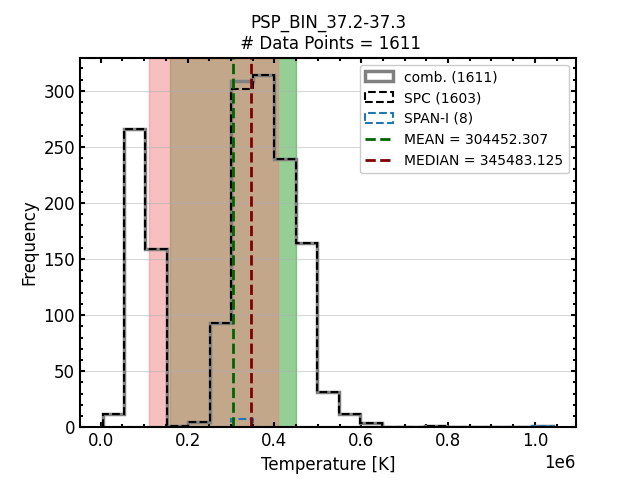 PSP_BIN_37.2-37.3
# Data Points = 1611
comb. (1611)
SPC (1603)
SPAN-I (8)
MEAN = 304452.307
MEDIAN = 345483.125
Frequency
300
250
200
150
100
50
0
0.0 0.2 0.4 0.6 0.8 1.0
1e6
Temperature [K]